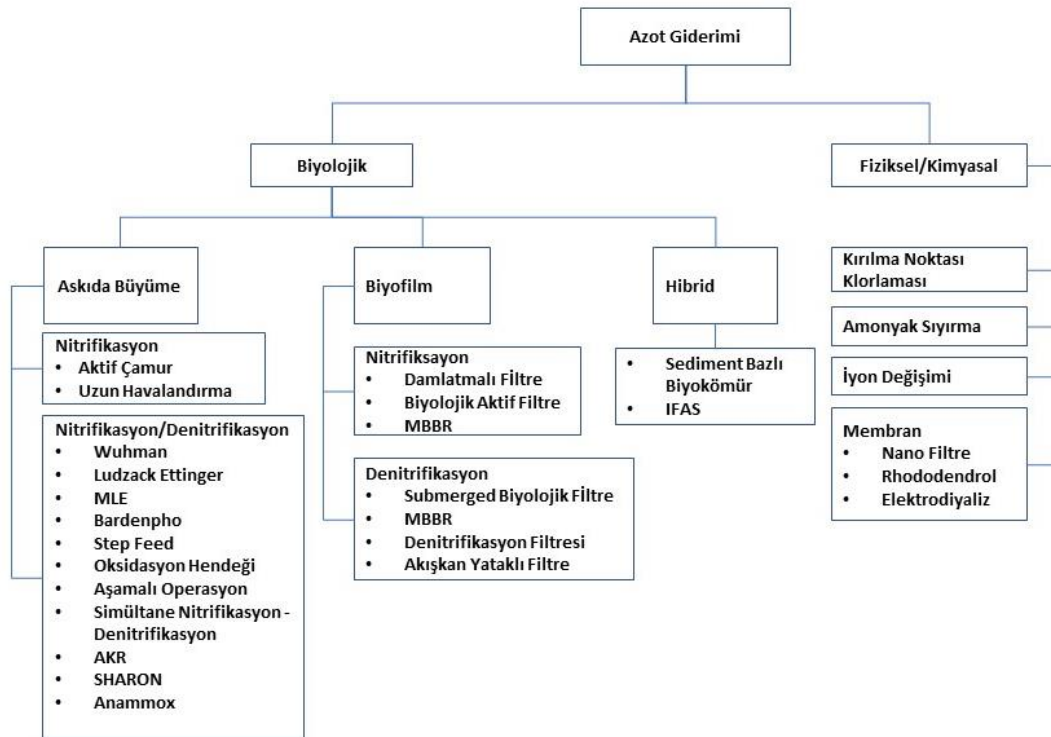 Azot Giderimi
Biyolojik
Fiziksel/Kimyasal
Askıda Büyüme
Nitrifikasyon
• Aktif Çamur
• Uzun Havalandırma
Nitrifikasyon/Denitrifikasyon
• Wuhman
• Ludzack Ettinger
• MLE
• Bardenpho
• Step Feed
• Oksidasyon Hendeği
• Aşamalı Operasyon
• Simültane Nitrifikasyon -
Denitrifikasyon
• AKR
• SHARON
• Anammox
Biyofilm
Nitrifiksayon
• Damlatmalı Fİltre
• Biyolojik Aktif Filtre
• MBBR
Denitrifikasyon
• Submerged Biyolojik Fİltre
• MBBR
• Denitrifikasyon Filtresi
• Akışkan Yataklı Filtre
Hibrid
• Sediment Bazlı
Biyokömür
• IFAS
Kırılma Noktası
Klorlaması
Amonyak Sıyırma
İyon Değişimi
Membran
• Nano Filtre
• Rhododendrol
• Elektrodiyaliz